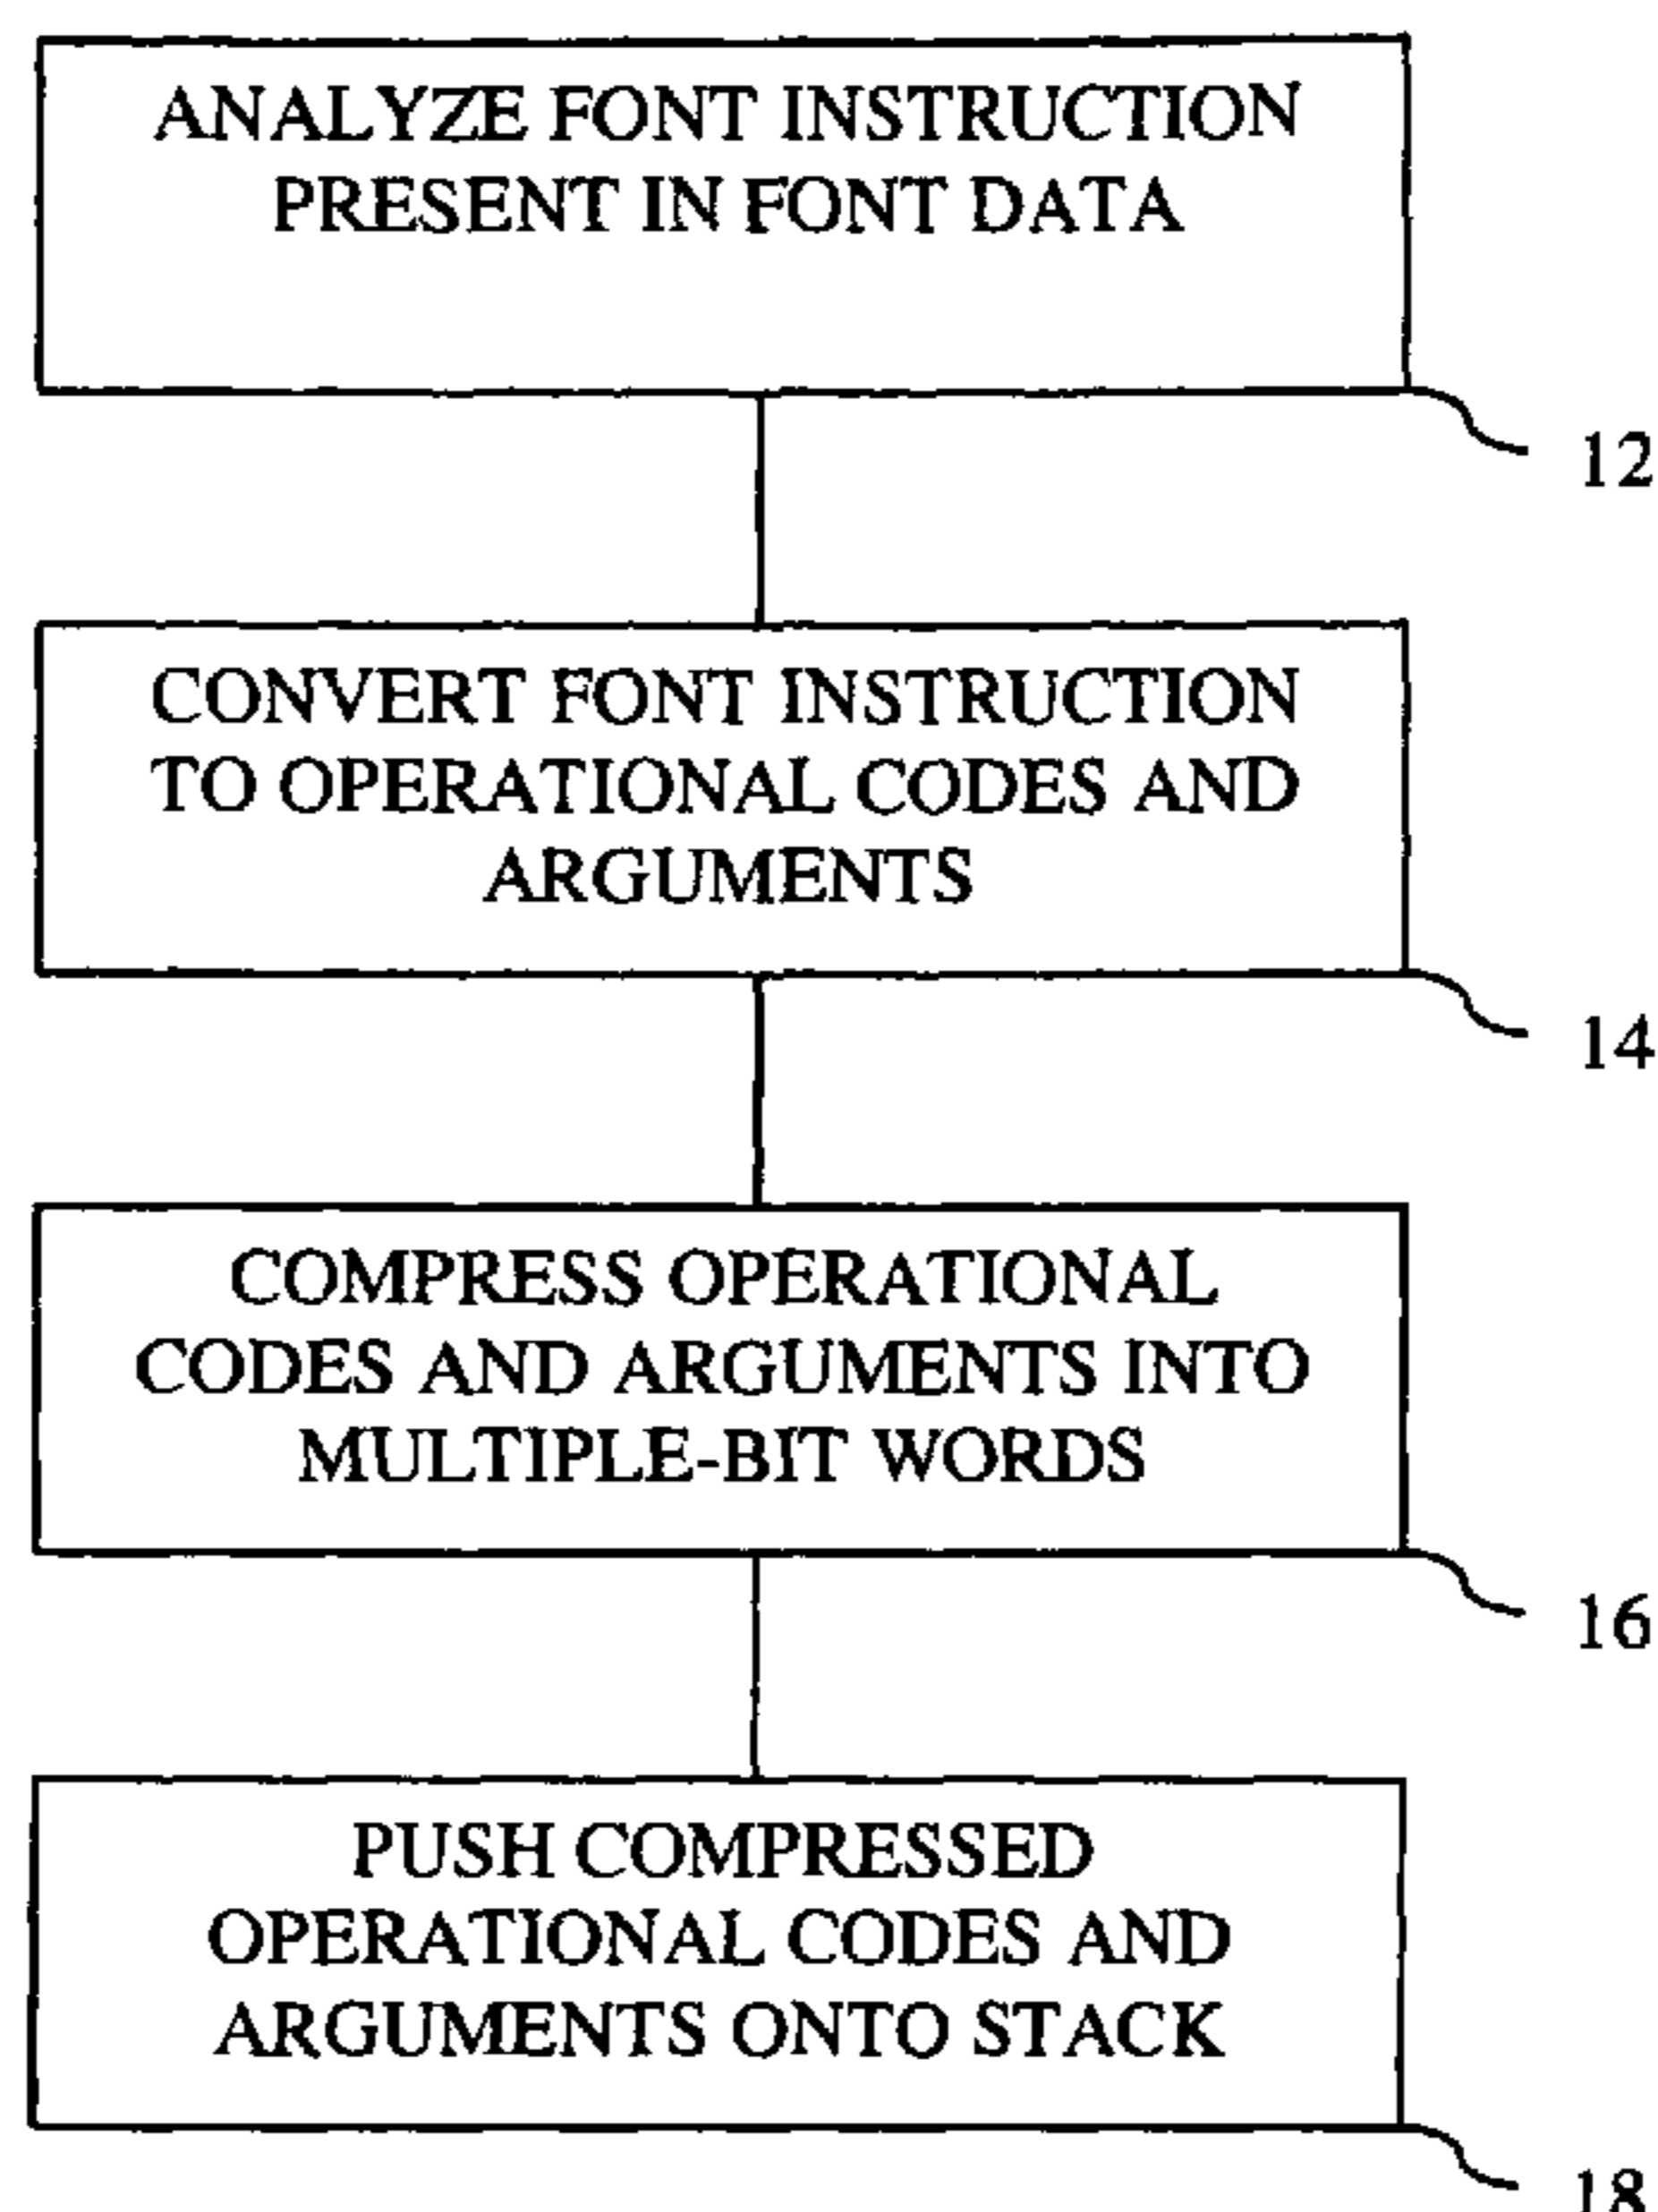 ANALYZE FONT INSTRUCTION
PRESENT IN FONT DATA
12
CONVERT FONT INSTRUCTION
TO OPERATIONAL CODES AND
ARGUMENTS
14
COMPRESS OPERATIONAL
CODES AND ARGUMENTS INTO
MULTIPLE-BIT WORDS
16
PUSH COMPRESSED
OPERATIONAL CODES AND
ARGUMENTS ONTO STACK
18